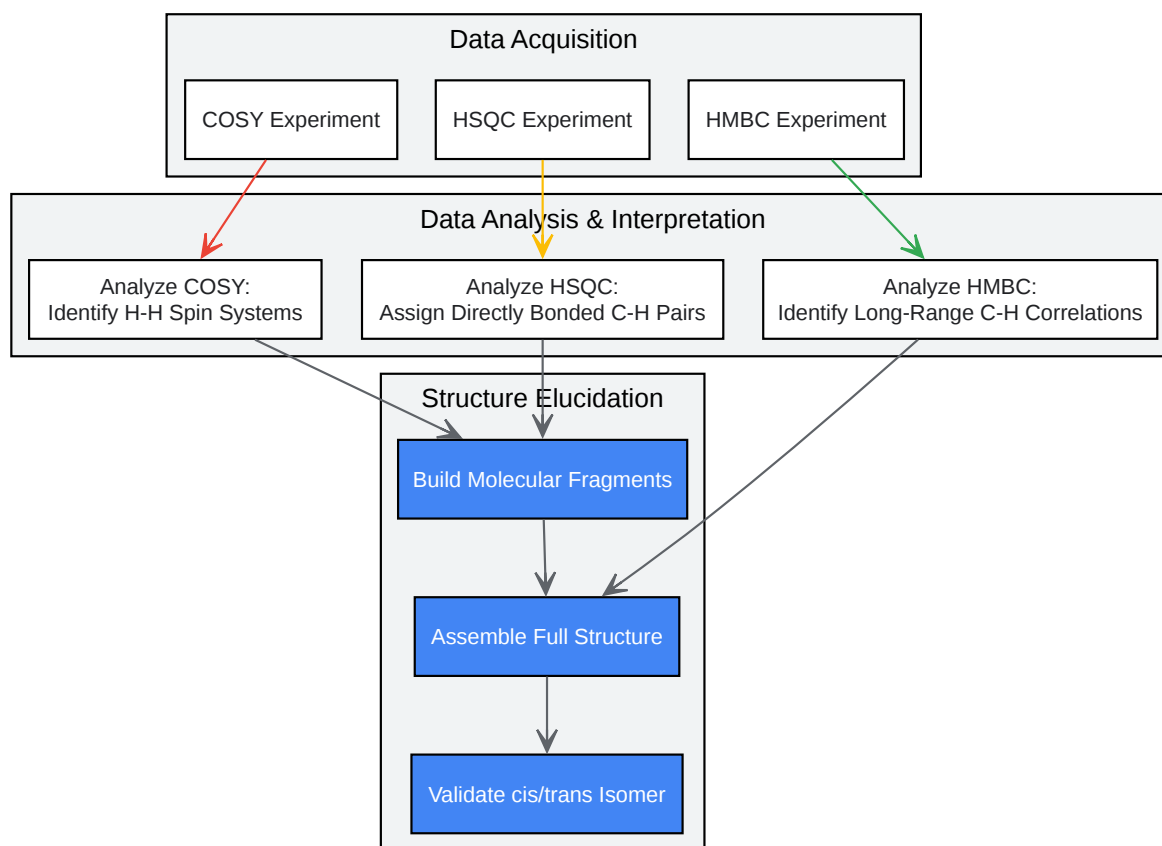 Data Acquisition
COSY Experiment
HSQC Experiment
HMBC Experiment
Data Analysis & Interpretation
Analyze COSY:
Identify H-H Spin Systems
Analyze HSQC:
Assign Directly Bonded C-H Pairs
Analyze HMBC:
Identify Long-Range C-H Correlations
Structure Elucidation
Build Molecular Fragments
Assemble Full Structure
Validate cis/trans Isomer